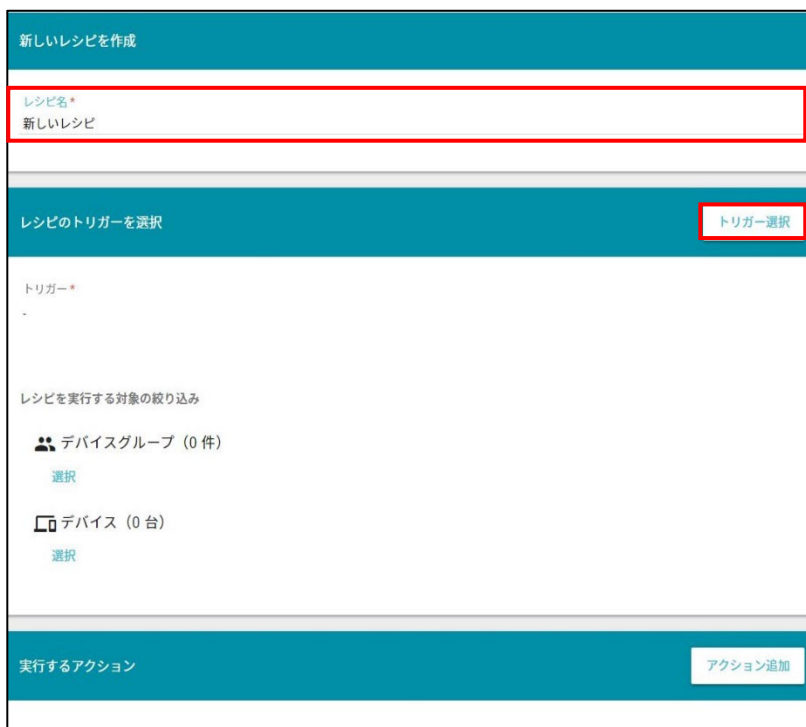 新しいレシピを作成
レシピ名*
新しいレシピ
レシピのトリガーを選択
トリガー選択
トリガー*
-
レシピを実行する対象の絞り込み
デバイスグループ（0 件）
選択
デバイス（0 台）
選択
実行するアクション
アクション追加